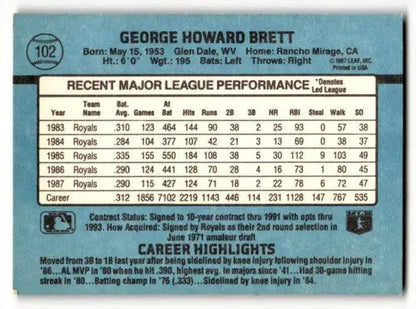 102
GEORGE HOWARD BRETT
Born: May 15, 1953 Glen Dale, WV Home: Rancho Mirage, CA
Ht.: 6'0" Wgt.: 195 Bats: Left Throws: Right
©1987 LEAF, INC.
Printed in USA
RECENT MAJOR LEAGUE PERFORMANCE
*Denotes Led League
Year Team Name Bat. Avg. Games At Bat Hits Runs 2B 3B HR RBI Steal Walk SO
1983 Royals .310 123 464 144 90 38 2 25 93 0 57 38
1984 Royals .284 104 377 107 42 21 3 13 69 0 38 37
1985 Royals .335 155 550 184 108 38 5 30 112 9 103 49
1986 Royals .290 124 441 128 70 28 4 16 73 1 80 45
1987 Royals .290 115 427 124 71 18 2 22 78 6 72 47
Career .312 1856 7102 2219 1143 446 114 231 1128 147 767 535
Contract Status: Signed to 10-year contract thru 1991 with opts thru 1993. How Acquired: Signed by Royals as their 2nd round selection in
June 1971 amateur draft
CAREER HIGHLIGHTS
Moved from 3B to 1B last year after being sidelined by knee injury following shoulder injury in
'86...AL MVP in '80 when he hit .390, highest avg. in majors since '41...Had 30-game hitting
streak in '80...Batting champ in '76 (.333)...Sidelined by knee injury in '84.